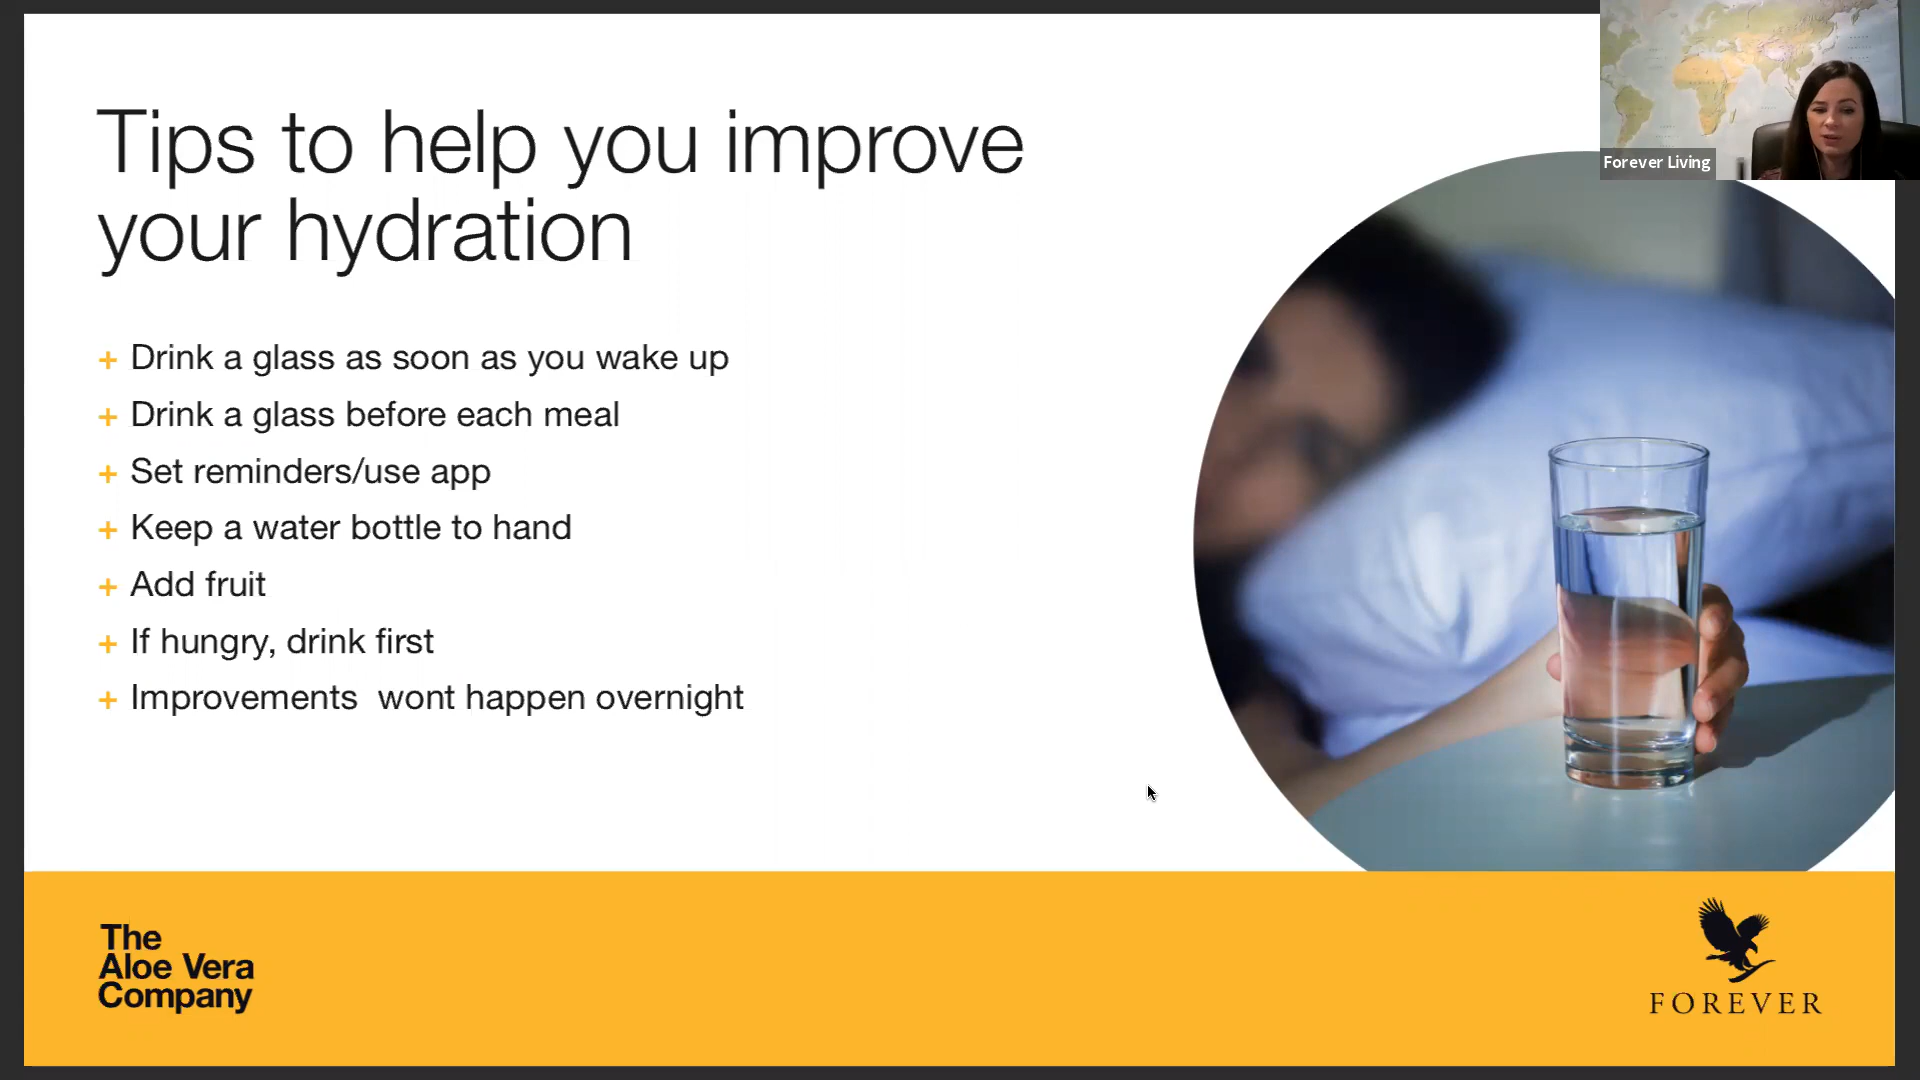 Tips to help you improve
your hydration
+ Drink a glass as soon as you wake up
+ Drink a glass before each meal
+ Set reminders/use app
+ Keep a water bottle to hand
+ Add fruit
+ If hungry, drink first
+ Improvements  wont happen overnight
Forever Living
The
Aloe Vera
Company
FOREVER